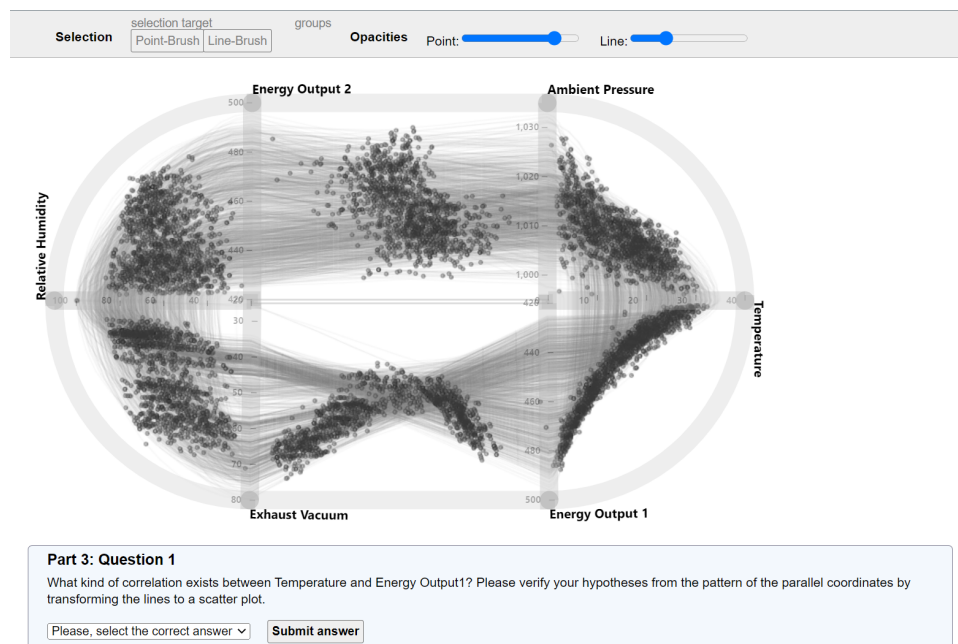 selection target
groups
Selection
Point-Brush
Line-Brush
Opacities
Point:
Line:
Energy Output 2
Ambient Pressure
500
1,030
480
1,020
460
1,010
440
1,000
Relative Humidity
100
80
60
40
420
10
20
30
40
Temperature
30
40
440
50
460
480
70
80
500
Exhaust Vacuum
Energy Output 1
Part 3: Question 1
What kind of correlation exists between Temperature and Energy Output1? Please verify your hypotheses from the pattern of the parallel coordinates by
transforming the lines to a scatter plot.
Please, select the correct answer
Submit answer